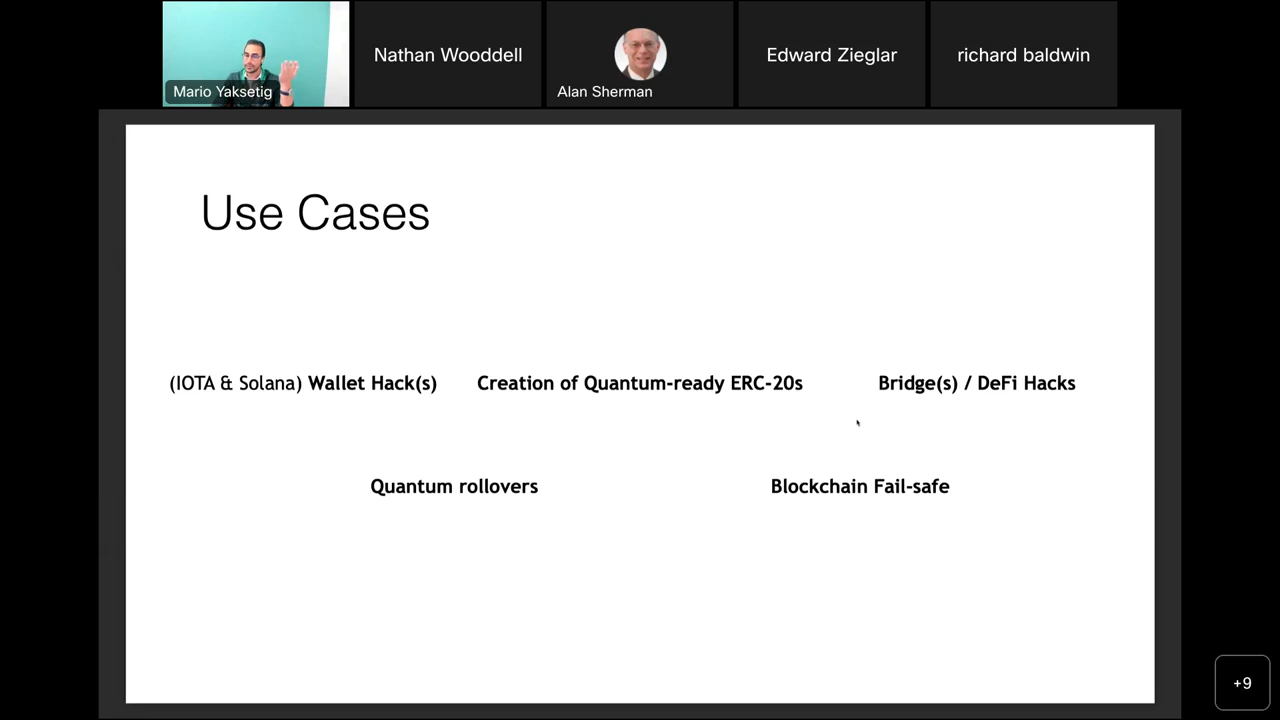 Mario Yaksetig
Nathan Wooddell
Alan Sherman
Edward Zieglar
richard baldwin
Use Cases
(IOTA & Solana) Wallet Hack(s)
Creation of Quantum-ready ERC-20s
Bridge(s) / DeFi Hacks
Quantum rollovers
Blockchain Fail-safe
+9